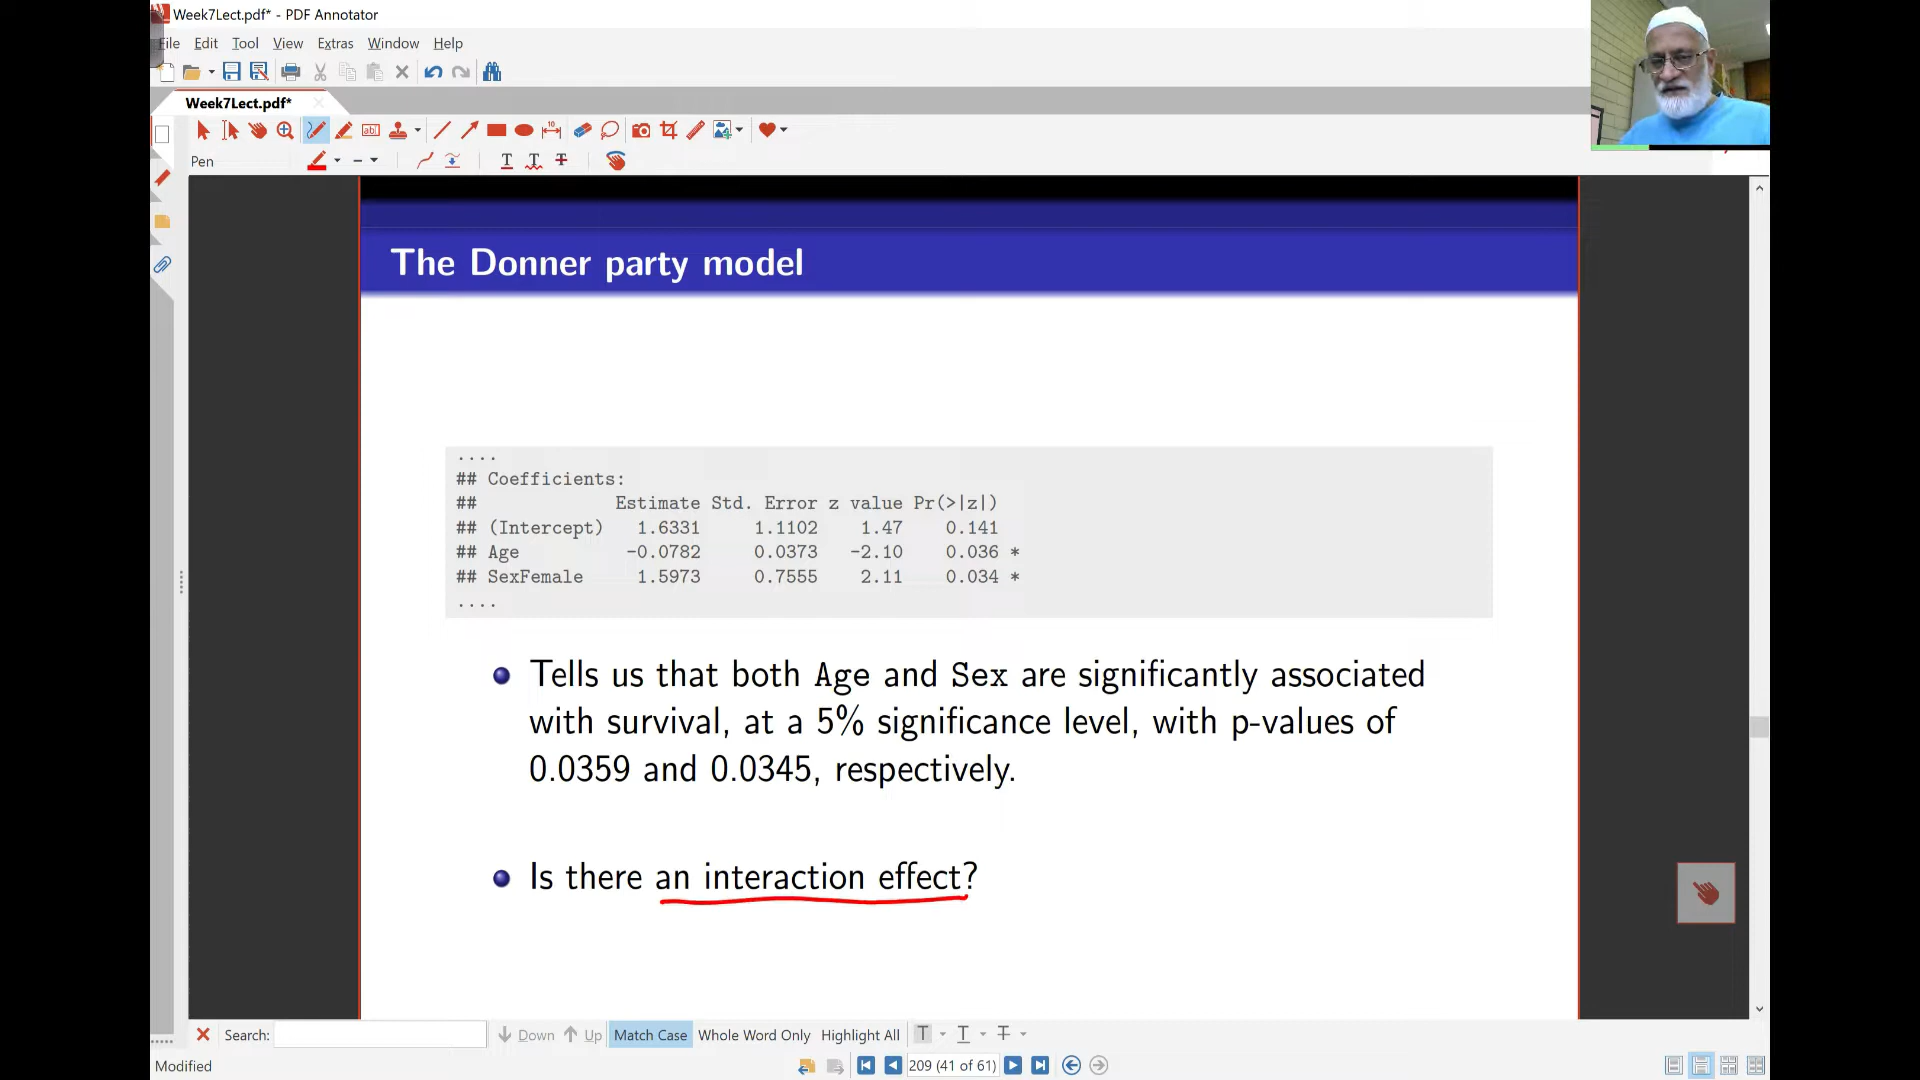 Week7Lect.pdf* - PDF Annotator
File Edit Tool View Extras Window Help
Week7Lect.pdf*
Pen
The Donner party model
....
## Coefficients:
## Estimate Std. Error z value Pr(>|z|)
## (Intercept) 1.6331 1.1102 1.47 0.141
## Age -0.0782 0.0373 -2.10 0.036 *
## SexFemale 1.5973 0.7555 2.11 0.034 *
....
Tells us that both Age and Sex are significantly associated
with survival, at a 5% significance level, with p-values of
0.0359 and 0.0345, respectively.
Is there an interaction effect?
Search: Down Up Match Case Whole Word Only Highlight All
Modified 209 (41 of 61)